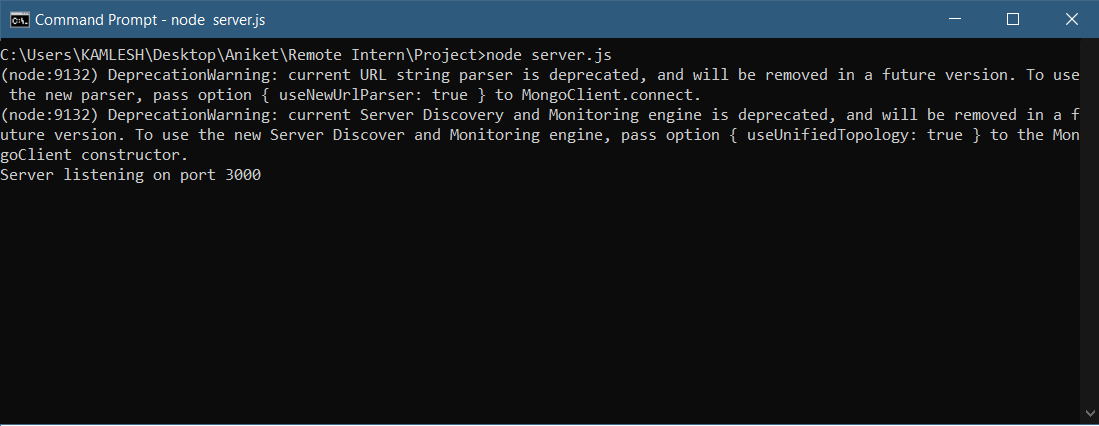 Command Prompt - node  server.js
C:\Users\KAMLESH\Desktop\Aniket\Remote Intern\Project>node server.js
(node:9132) DeprecationWarning: current URL string parser is deprecated, and will be removed in a future version. To use
 the new parser, pass option { useNewUrlParser: true } to MongoClient.connect.
(node:9132) DeprecationWarning: current Server Discovery and Monitoring engine is deprecated, and will be removed in a f
uture version. To use the new Server Discover and Monitoring engine, pass option { useUnifiedTopology: true } to the Mon
goClient constructor.
Server listening on port 3000